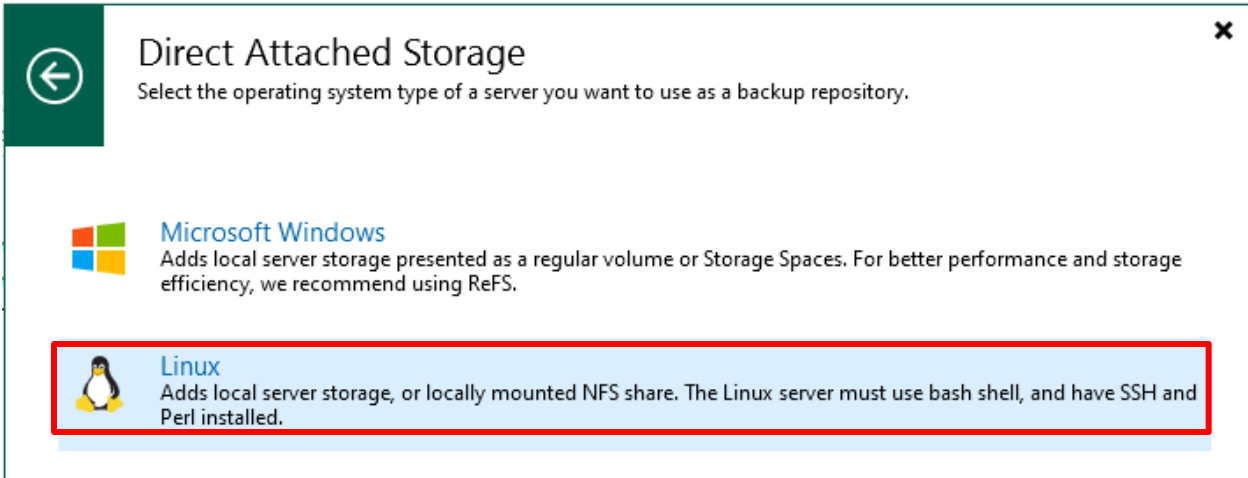 Direct Attached Storage
Select the operating system type of a server you want to use as a backup repository.
Microsoft Windows
Adds local server storage presented as a regular volume or Storage Spaces. For better performance and storage
efficiency, we recommend using ReFS.
Linux
Adds local server storage, or locally mounted NFS share. The Linux server must use bash shell, and have SSH and
Perl installed.